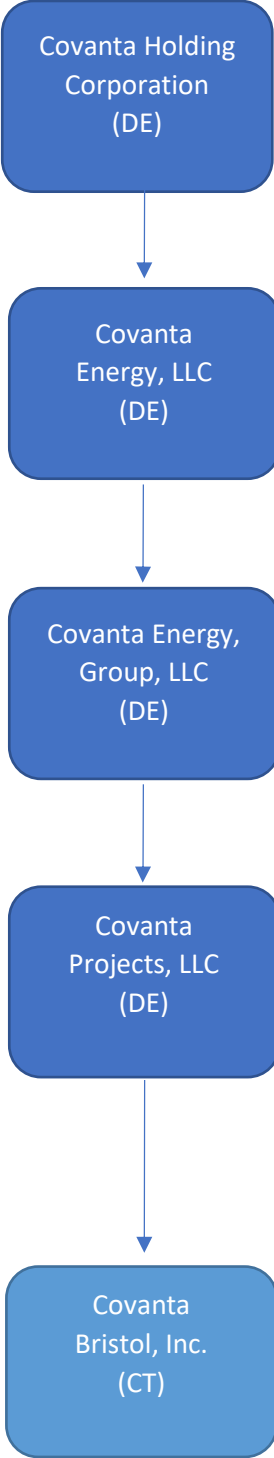 Covanta Holding
Corporation
(DE)
Covanta
Energy, LLC
(DE)
Covanta Energy,
Group, LLC
(DE)
Covanta
Projects, LLC
(DE)
Covanta
Bristol, Inc.
(CT)